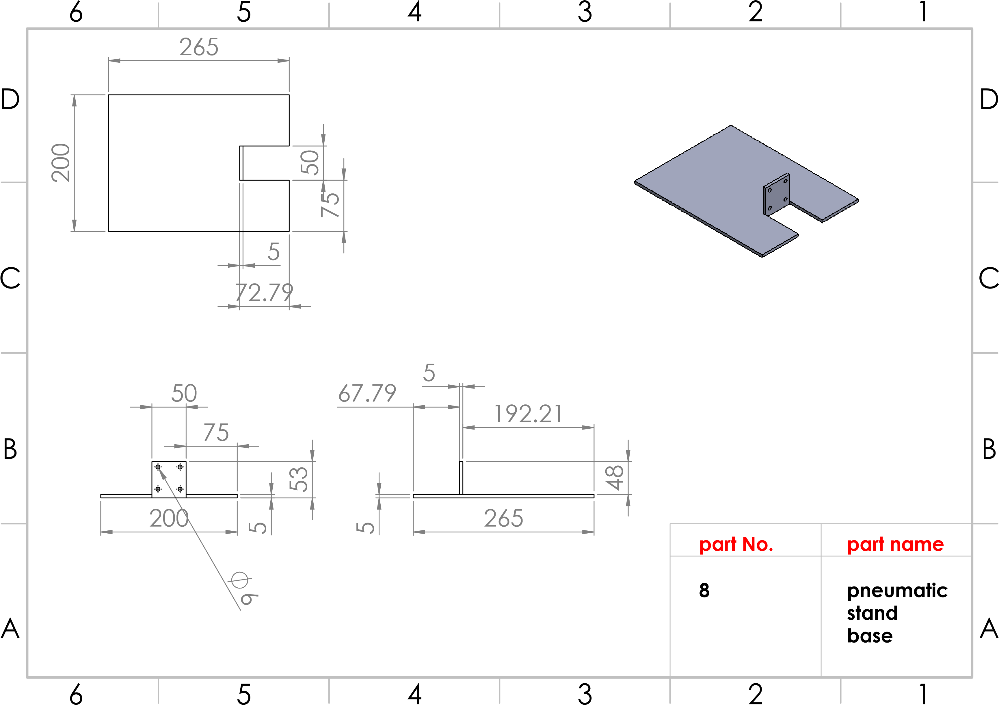 6 5 4 3 2 1
265
D D
200
50
75
5
C C
72.79
5
50 67.79
192.21
75
B B
53 48
200 265
5 5
part No. part name
∅6
8 pneumatic
stand
base
A A
6 5 4 3 2 1